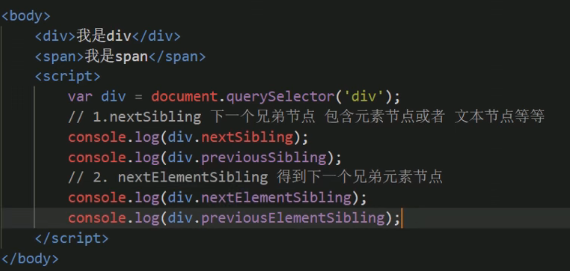 <body>
<div>我是div</div>
<span>我是span</span>
<script>
var div = document.querySelector('div');
// 1.nextSibling 下一个兄弟节点 包含元素节点或者 文本节点等等
console.log(div.nextSibling);
console.log(div.previousSibling);
// 2. nextElementSibling 得到下一个兄弟元素节点
console.log(div.nextElementSibling);
console.log(div.previousElementSibling);
</script>
</body>